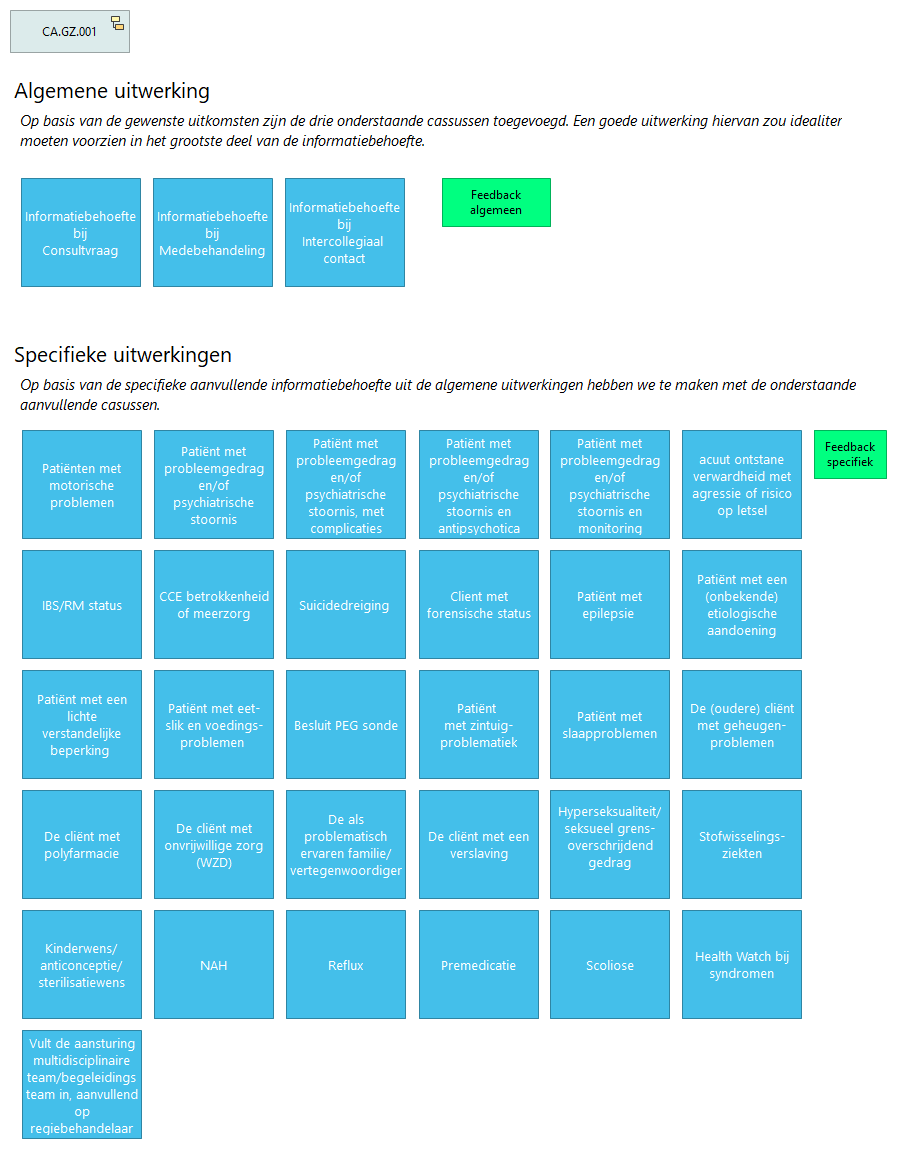 CA.GZ.001
Algemene uitwerking
Op basis van de gewenste uitkomsten zijn de drie onderstaande cassussen toegevoegd. Een goede uitwerking hiervan zou idealiter
moeten voorzien in het grootste deel van de informatiebehoefte.
Informatiebehoefte
bij
Consultvraag
Informatiebehoefte
bij
Medebehandeling
Informatiebehoefte
bij
Intercollegiaal
contact
Feedback
algemeen
Specifieke uitwerkingen
Op basis van de specifieke aanvullende informatiebehoefte uit de algemene uitwerkingen hebben we te maken met de onderstaande
aanvullende casussen.
Patiënten met
motorische
problemen
Patiënt met
probleemgedrag
en/of
psychiatrische
stoornis
Patiënt met
probleemgedrag
en/of
psychiatrische
stoornis, met
complicaties
Patiënt met
probleemgedrag
en/of
psychiatrische
stoornis en
antipsychotica
Patiënt met
probleemgedrag
en/of
psychiatrische
stoornis en
monitoring
acuut ontstane
verwardheid met
agressie of risico
op letsel
Feedback
specifiek
IBS/RM status
CCE betrokkenheid
of meerzorg
Suicidedreiging
Client met
forensische status
Patiënt met
epilepsie
Patiënt met een
(onbekende)
etiologische
aandoening
Patiënt met een
lichte
verstandelijke
beperking
Patiënt met eet-
slik en voedings-
problemen
Besluit PEG sonde
Patiënt
met zintuig-
problematiek
Patiënt met
slaapproblemen
De (oudere) cliënt
met geheugen-
problemen
De cliënt met
polyfarmacie
De cliënt met
onvrijwillige zorg
(WZD)
De als
problematisch
ervaren familie/
vertegenwoordiger
De cliënt met een
verslaving
Hyperseksualiteit/
seksueel grens-
overschrijdend
gedrag
Stofwisselings-
ziekten
Kinderwens/
anticonceptie/
sterilisatiewens
NAH
Reflux
Premedicatie
Scoliose
Health Watch bij
syndromen
Vult de aansturing
multidisciplinaire
team/begeleidings
team in, aanvullend
op
regiebehandelaar